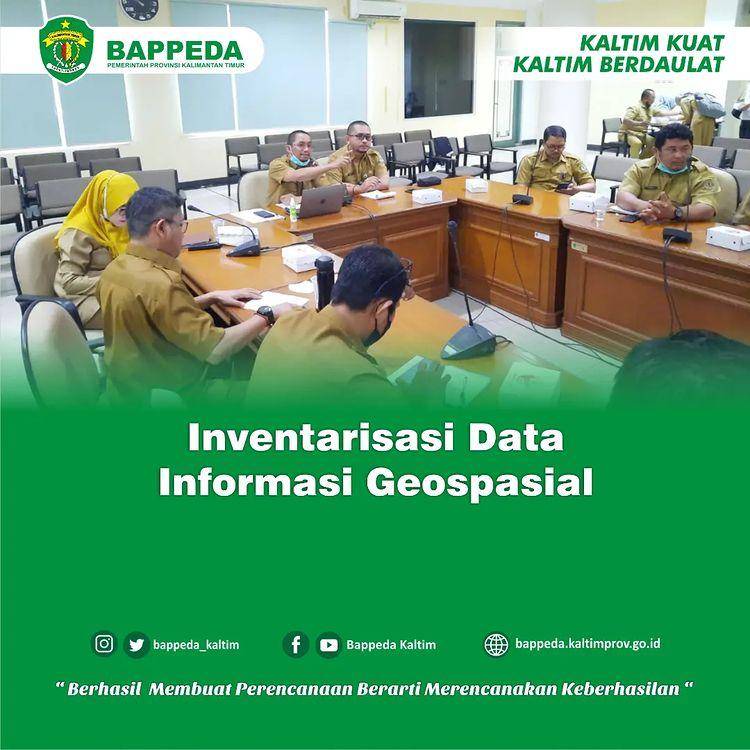 BAPPEDA
PEMERINTAH PROVINSI KALIMANTAN TIMUR
KALTIM KUAT
KALTIM BERDAULAT
Inventarisasi Data
Informasi Geospasial
bappeda_kaltim
Bappeda Kaltim
bappeda.kaltimprov.go.id
“ Berhasil Membuat Perencanaan Berarti Merencanakan Keberhasilan “